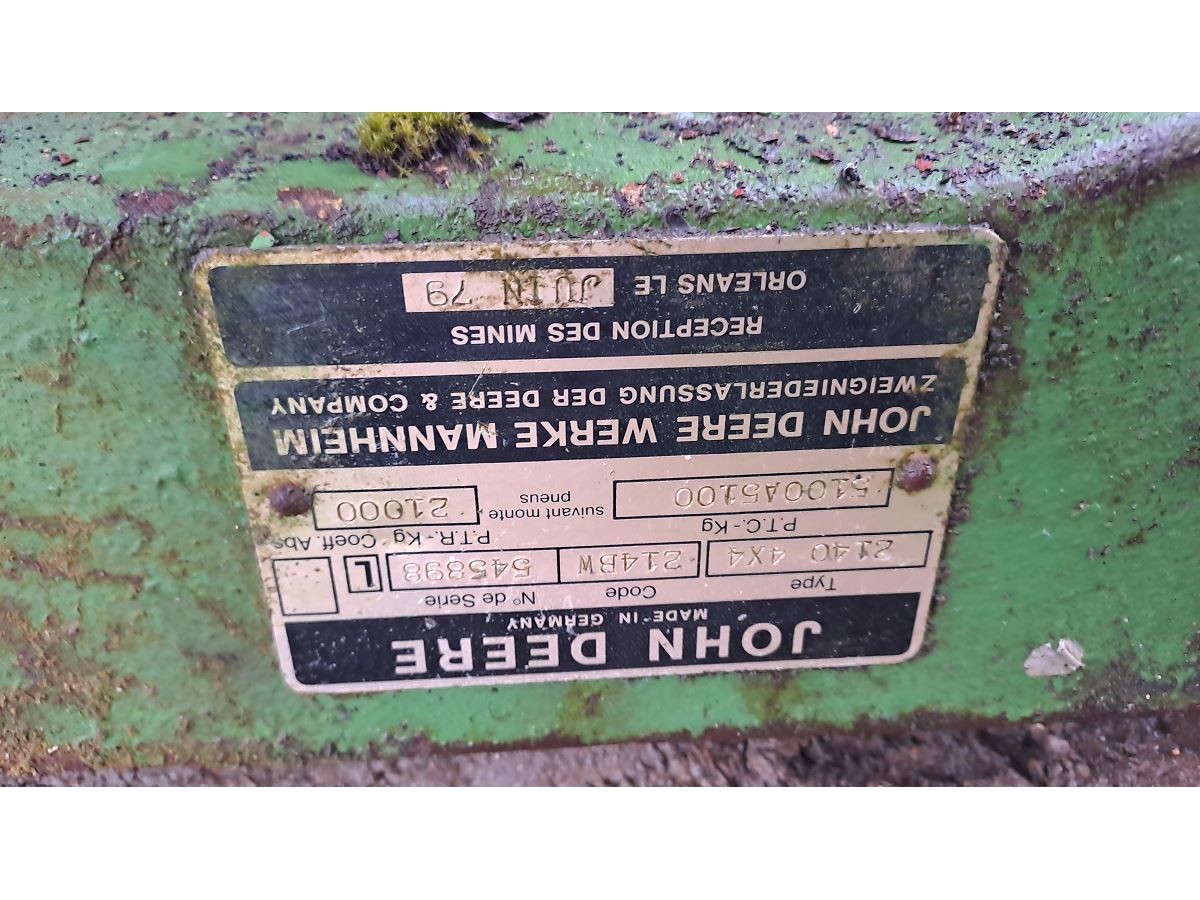 JOHN DEERE
MADE IN GERMANY
Type Code N° de Serie
2140 4X4 214BW 545898 L
P.T.C.-Kg P.T.R.-Kg Coeff. Abs.
5100A5100 suivant monte pneus 21000
JOHN DEERE WERKE MANNHEIM
ZWEIGNIEDERLASSUNG DER DEERE & COMPANY
RECEPTION DES MINES
ORLEANS LE JUIN 79